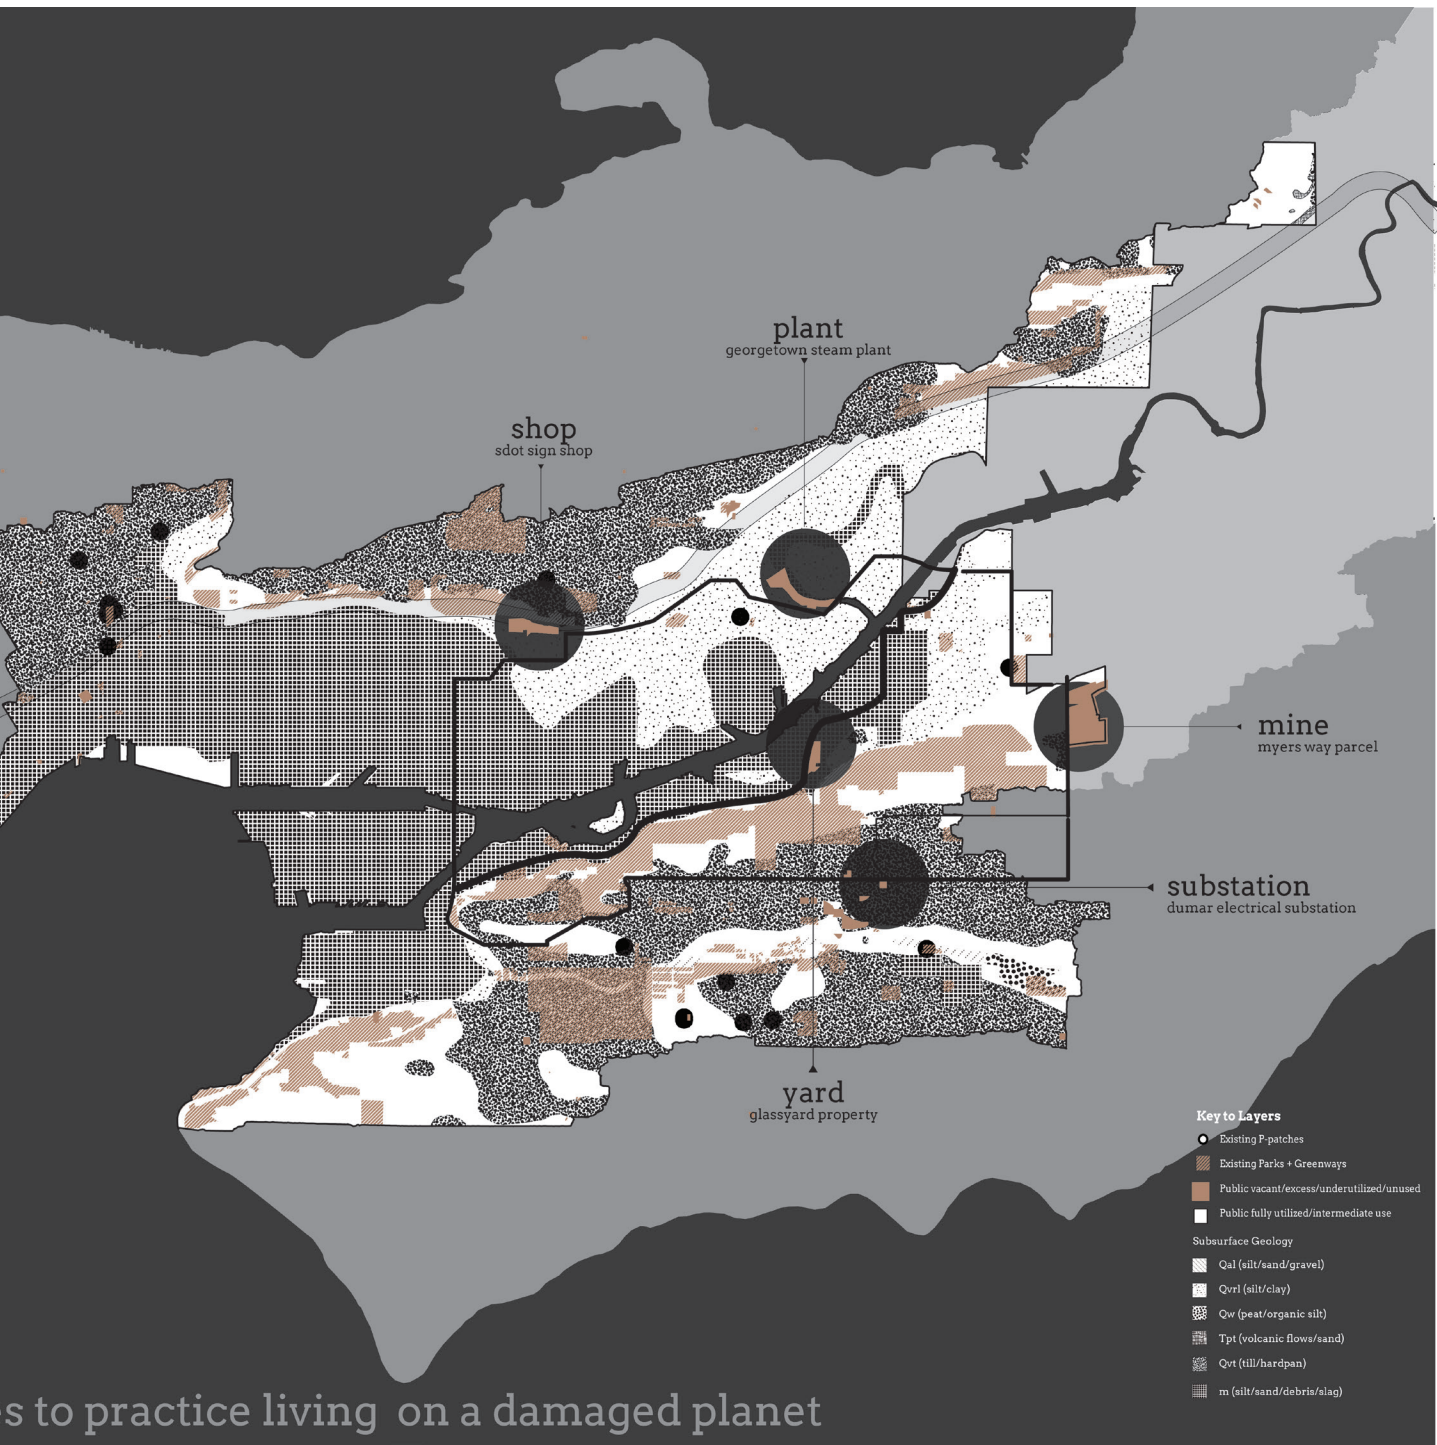 plant
georgetown steam plant
shop
sdot sign shop
mine
myers way parcel
substation
dumar electrical substation
yard
glassyard property
Key to Layers
Existing P-patches
Existing Parks + Greenways
Public vacant/excess/underutilized/unused
Public fully utilized/intermediate use
Subsurface Geology
Qal (silt/sand/gravel)
Qvrl (silt/clay)
Qw (peat/organic silt)
Tpt (volcanic flows/sand)
Qvt (till/hardpan)
m (silt/sand/debris/slag)
s to practice living on a damaged planet